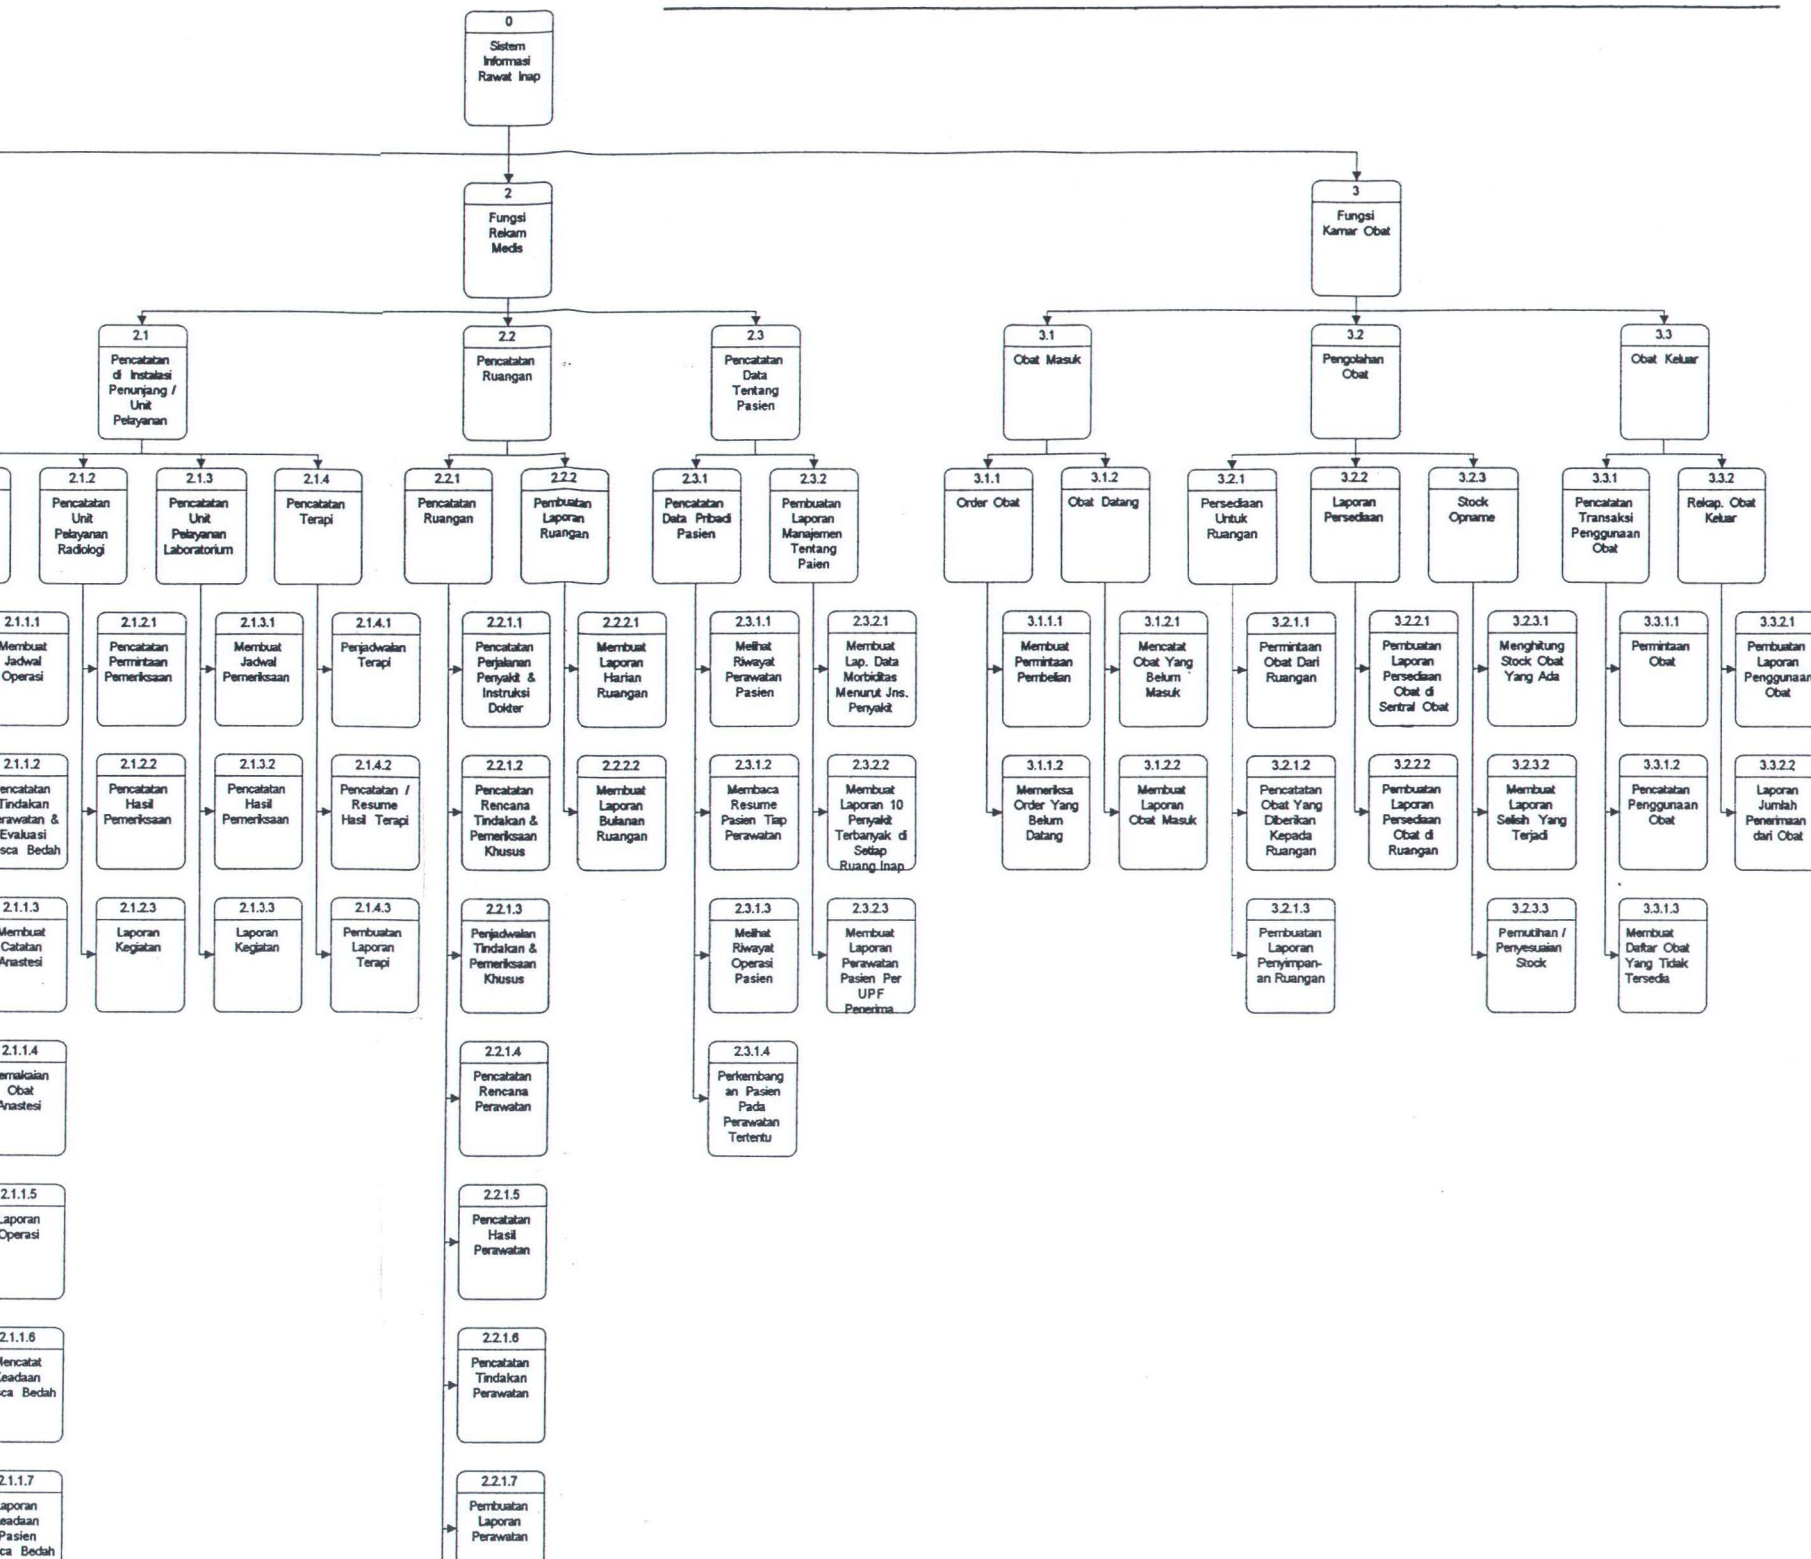 0
Sistem
Informasi
Rawat Inap
2
Fungsi
Rekam
Medis
3
Fungsi
Kamar Obat
2.1
Pencatatan
di Instalasi
Penunjang /
Unit
Pelayanan
2.2
Pencatatan
Ruangan
2.3
Pencatatan
Data
Tentang
Pasien
3.1
Obat Masuk
3.2
Pengolahan
Obat
3.3
Obat Keluar
2.1.2
Pencatatan
Unit
Pelayanan
Radiologi
2.1.3
Pencatatan
Unit
Pelayanan
Laboratorium
2.1.4
Pencatatan
Terapi
2.2.1
Pencatatan
Ruangan
2.2.2
Pembuatan
Laporan
Ruangan
2.3.1
Pencatatan
Data Pribadi
Pasien
2.3.2
Pembuatan
Laporan
Manajemen
Tentang
Paien
3.1.1
Order Obat
3.1.2
Obat Datang
3.2.1
Persediaan
Untuk
Ruangan
3.2.2
Laporan
Persediaan
3.2.3
Stock
Opname
3.3.1
Pencatatan
Transaksi
Penggunaan
Obat
3.3.2
Rekap. Obat
Keluar
2.1.1.1
Membuat
Jadwal
Operasi
2.1.2.1
Pencatatan
Permintaan
Pemeriksaan
2.1.3.1
Membuat
Jadwal
Pemeriksaan
2.1.4.1
Penjadwalan
Terapi
2.2.1.1
Pencatatan
Perjalanan
Penyakit &
Instruksi
Dokter
2.2.2.1
Membuat
Laporan
Harian
Ruangan
2.3.1.1
Melihat
Riwayat
Perawatan
Pasien
2.3.2.1
Membuat
Lap. Data
Morbiditas
Menurut Jns.
Penyakit
3.1.1.1
Membuat
Permintaan
Pembelian
3.1.2.1
Mencatat
Obat Yang
Belum
Masuk
3.2.1.1
Permintaan
Obat Dari
Ruangan
3.2.2.1
Pembuatan
Laporan
Persediaan
Obat di
Sentral Obat
3.2.3.1
Menghitung
Stock Obat
Yang Ada
3.3.1.1
Permintaan
Obat
3.3.2.1
Pembuatan
Laporan
Penggunaan
Obat
2.1.1.2
encatatan
Tindakan
erawatan &
Evaluasi
sca Bedah
2.1.2.2
Pencatatan
Hasil
Pemeriksaan
2.1.3.2
Pencatatan
Hasil
Pemeriksaan
2.1.4.2
Pencatatan /
Resume
Hasil Terapi
2.2.1.2
Pencatatan
Rencana
Tindakan &
Pemeriksaan
Khusus
2.2.2.2
Membuat
Laporan
Bulanan
Ruangan
2.3.1.2
Membaca
Resume
Pasien Tiap
Perawatan
2.3.2.2
Membuat
Laporan 10
Penyakit
Terbanyak di
Setiap
Ruang Inap
3.1.1.2
Memeriksa
Order Yang
Belum
Datang
3.1.2.2
Membuat
Laporan
Obat Masuk
3.2.1.2
Pencatatan
Obat Yang
Diberikan
Kepada
Ruangan
3.2.2.2
Pembuatan
Laporan
Persediaan
Obat di
Ruangan
3.2.3.2
Membuat
Laporan
Selisih Yang
Terjadi
3.3.1.2
Pencatatan
Penggunaan
Obat
3.3.2.2
Laporan
Jumlah
Penerimaan
dari Obat
2.1.1.3
Membuat
Catatan
Anastesi
2.1.2.3
Laporan
Kegiatan
2.1.3.3
Laporan
Kegiatan
2.1.4.3
Pembuatan
Laporan
Terapi
2.2.1.3
Penjadwalan
Tindakan &
Pemeriksaan
Khusus
2.3.1.3
Melihat
Riwayat
Operasi
Pasien
2.3.2.3
Membuat
Laporan
Perawatan
Pasien Per
UPF
Penerima
3.2.1.3
Pembuatan
Laporan
Penyimpan-
an Ruangan
3.2.3.3
Pemutihan /
Penyesuaian
Stock
3.3.1.3
Membuat
Daftar Obat
Yang Tidak
Tersedia
2.1.1.4
emakaian
Obat
Anastesi
2.2.1.4
Pencatatan
Rencana
Perawatan
2.3.1.4
Perkembang
an Pasien
Pada
Perawatan
Tertentu
2.1.1.5
Laporan
Operasi
2.2.1.5
Pencatatan
Hasil
Perawatan
2.1.1.6
Mencatat
Keadaan
sca Bedah
2.2.1.6
Pencatatan
Tindakan
Perawatan
2.1.1.7
aporan
eadaan
Pasien
ca Bedah
2.2.1.7
Pembuatan
Laporan
Perawatan